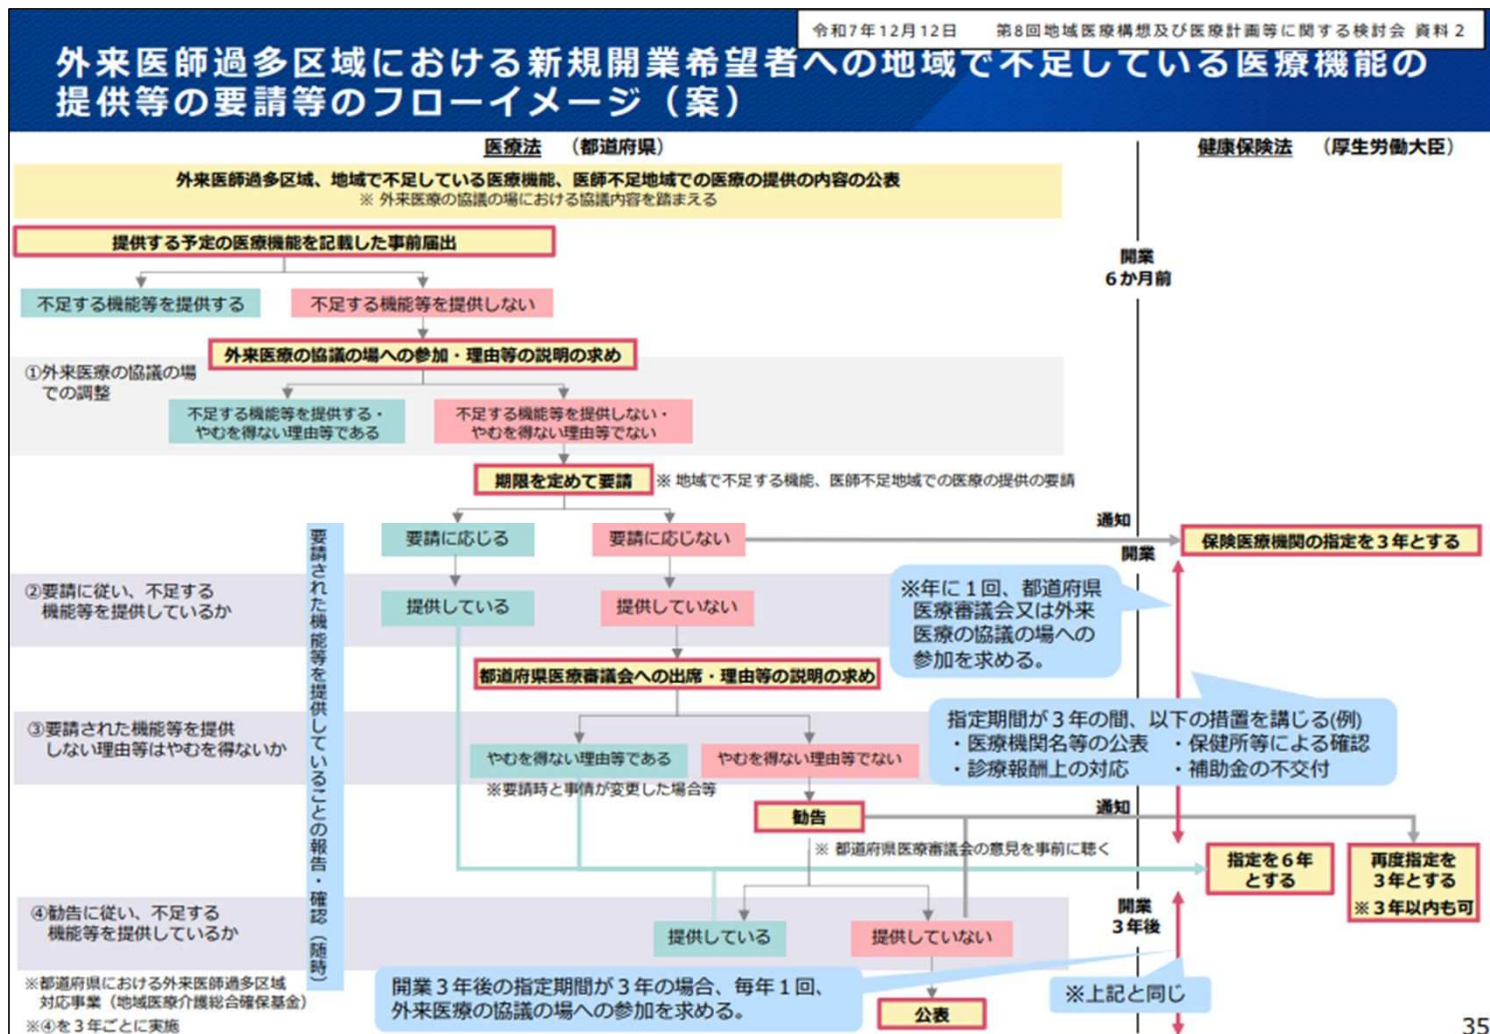 令和7年12月12日　第8回地域医療構想及び医療計画等に関する検討会 資料２
外来医師過多区域における新規開業希望者への地域で不足している医療機能の
提供等の要請等のフローイメージ（案）
医療法　（都道府県）
健康保険法　（厚生労働大臣）
外来医師過多区域、地域で不足している医療機能、医師不足地域での医療の提供の内容の公表
※ 外来医療の協議の場における協議内容を踏まえる
提供する予定の医療機能を記載した事前届出
開業
６か月前
不足する機能等を提供する
不足する機能等を提供しない
外来医療の協議の場への参加・理由等の説明の求め
①外来医療の協議の場
での調整
不足する機能等を提供する・
やむを得ない理由等である
不足する機能等を提供しない・
やむを得ない理由等でない
期限を定めて要請
※ 地域で不足する機能、医師不足地域での医療の提供の要請
要請された機能等を提供していることの報告・確認（随時）
要請に応じる
要請に応じない
通知
開業
保険医療機関の指定を３年とする
②要請に従い、不足する
機能等を提供しているか
提供している
提供していない
※年に１回、都道府県
医療審議会又は外来
医療の協議の場への
参加を求める。
都道府県医療審議会への出席・理由等の説明の求め
③要請された機能等を提供
しない理由等はやむを得ないか
やむを得ない理由等である
やむを得ない理由等でない
※要請時と事情が変更した場合等
指定期間が３年の間、以下の措置を講じる(例)
・医療機関名等の公表　・保健所等による確認
・診療報酬上の対応　・補助金の不交付
勧告
通知
※ 都道府県医療審議会の意見を事前に聴く
指定を６年
とする
再度指定を
３年とする
※３年以内も可
④勧告に従い、不足する
機能等を提供しているか
提供している
提供していない
開業
３年後
開業３年後の指定期間が３年の場合、毎年１回、
外来医療の協議の場への参加を求める。
※上記と同じ
公表
※都道府県における外来医師過多区域
対応事業（地域医療介護総合確保基金）
※④を３年ごとに実施
35